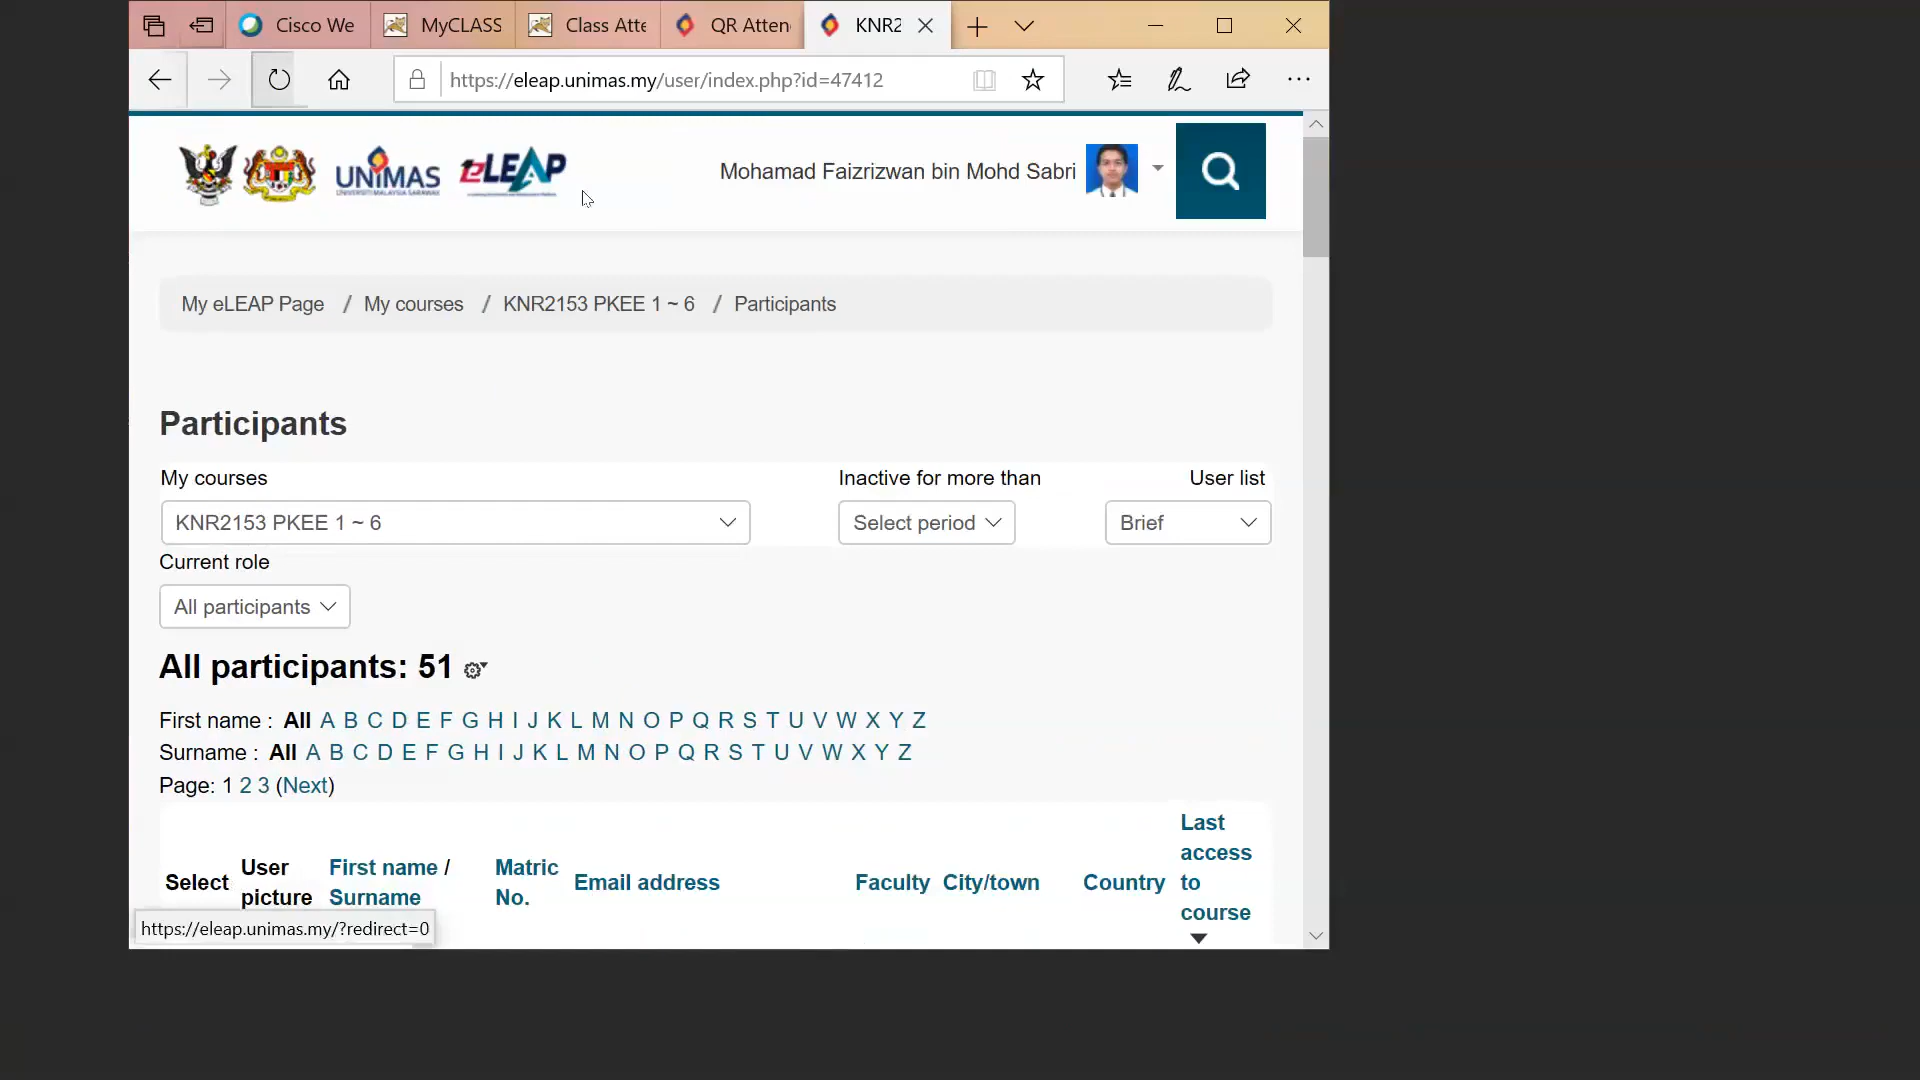 Cisco We MyCLASS Class Atte QR Atten KNR2
https://eleap.unimas.my/user/index.php?id=47412
UNIMAS eLEAP Mohamad Faizrizwan bin Mohd Sabri
UNIVERSITI MALAYSIA SARAWAK
My eLEAP Page / My courses / KNR2153 PKEE 1 ~ 6 / Participants
Participants
My courses Inactive for more than User list
KNR2153 PKEE 1 ~ 6 Select period Brief
Current role
All participants
All participants: 51
First name : All A B C D E F G H I J K L M N O P Q R S T U V W X Y Z
Surname : All A B C D E F G H I J K L M N O P Q R S T U V W X Y Z
Page: 1 2 3 (Next)
Select User picture First name / Surname Matric No. Email address Faculty City/town Country Last access to course
https://eleap.unimas.my/?redirect=0